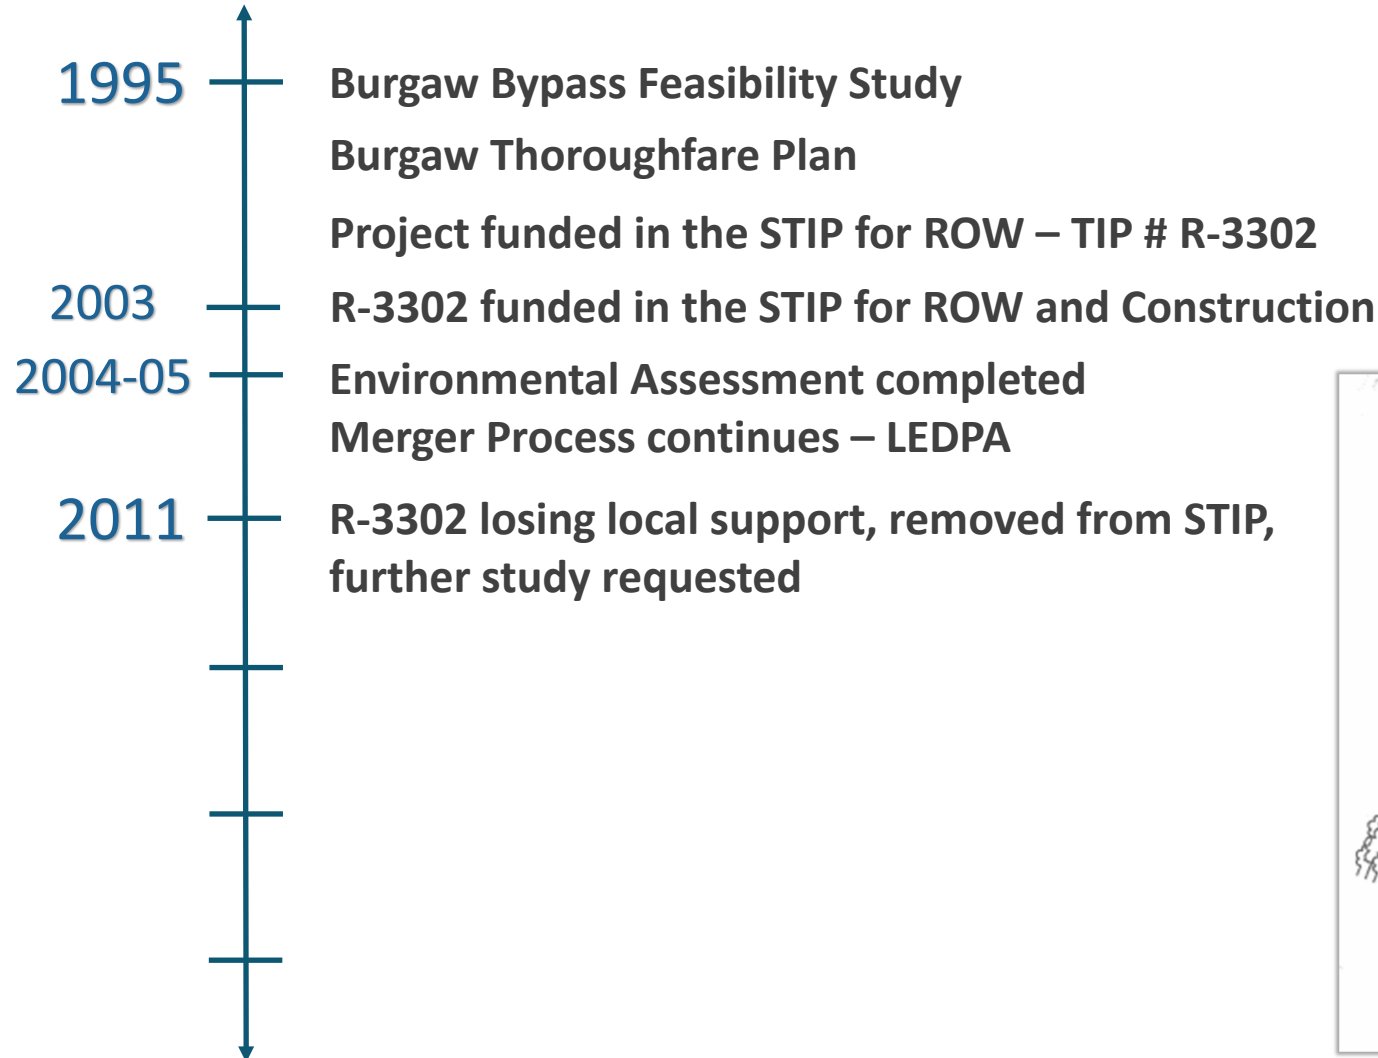 1995
Burgaw Bypass Feasibility Study
Burgaw Thoroughfare Plan
Project funded in the STIP for ROW – TIP # R-3302
2003
R-3302 funded in the STIP for ROW and Construction
2004-05
Environmental Assessment completed
Merger Process continues – LEDPA
2011
R-3302 losing local support, removed from STIP,
further study requested